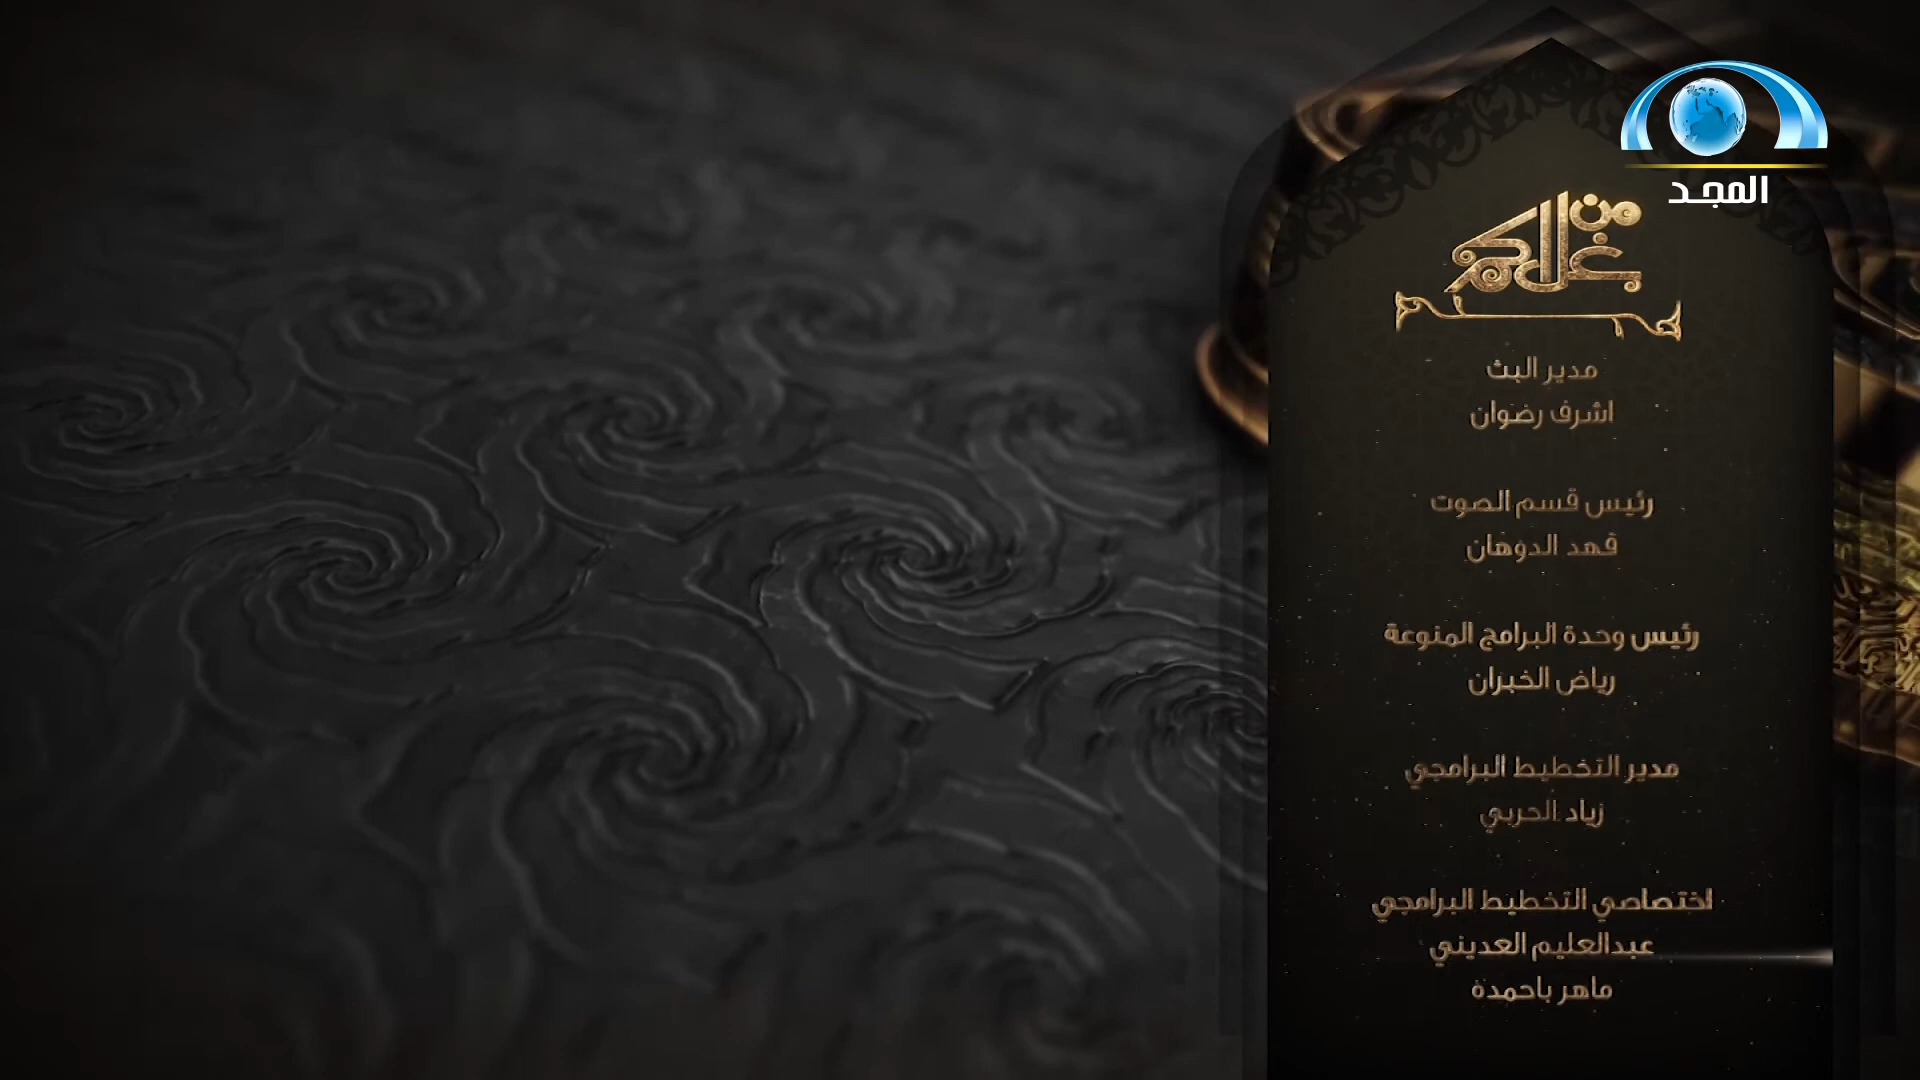 المجد
من
مدير البث
اشرف رضوان
رئيس قسم الصوت
فهد الدوهان
رئيس وحدة البرامج المنوعة
رياض الخبران
مدير التخطيط البرامجي
زياد الحربي
اختصاصي التخطيط البرامجي
عبدالعليم العديني
ماهر باحمدة